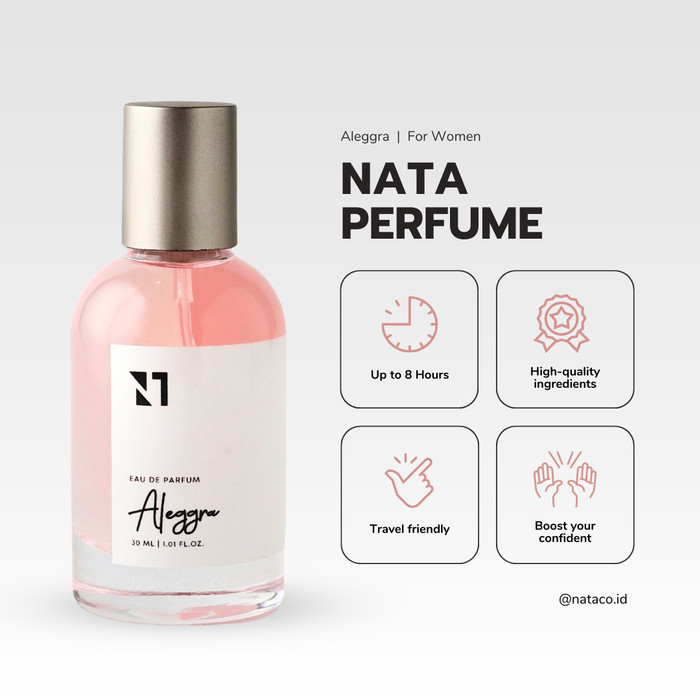 Aleggra | For Women
NATA
PERFUME
Up to 8 Hours
High-quality
ingredients
Travel friendly
Boost your
confident
@nataco.id
N1
EAU DE PARFUM
Aleggra
30 ML | 1.01 FL.OZ.